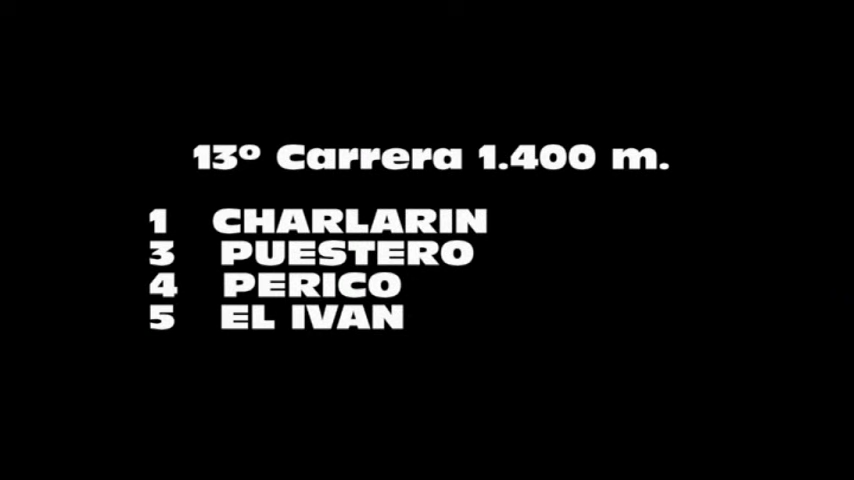 13º Carrera 1.400 m.
1 CHARLARIN
3 PUESTERO
4 PERICO
5 EL IVAN